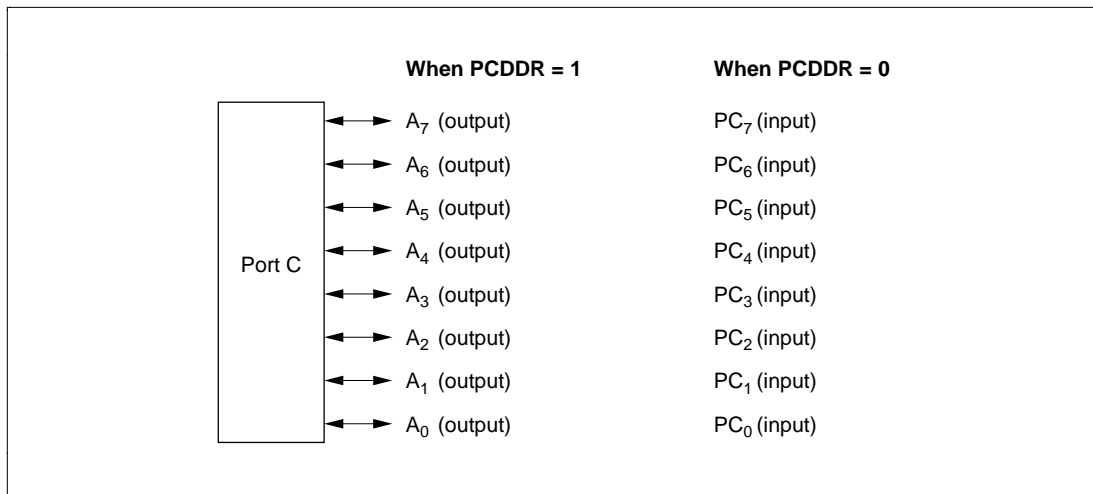 When PCDDR = 1 When PCDDR = 0
A₇ (output) PC₇ (input)
A₆ (output) PC₆ (input)
A₅ (output) PC₅ (input)
Port C A₄ (output) PC₄ (input)
A₃ (output) PC₃ (input)
A₂ (output) PC₂ (input)
A₁ (output) PC₁ (input)
A₀ (output) PC₀ (input)